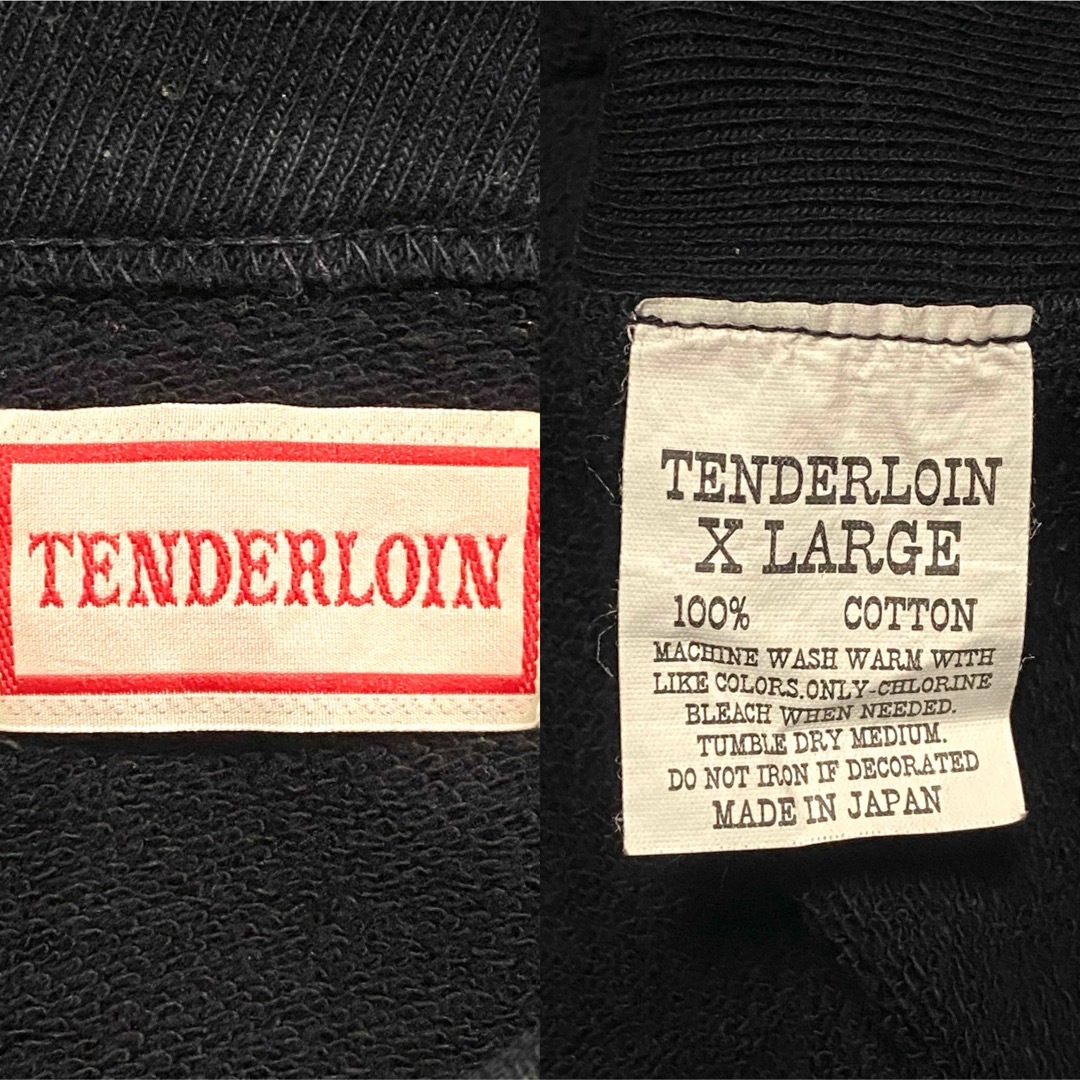 TENDERLOIN
TENDERLOIN
X LARGE
100% COTTON
MACHINE WASH WARM WITH
LIKE COLORS.ONLY-CHLORINE
BLEACH WHEN NEEDED.
TUMBLE DRY MEDIUM.
DO NOT IRON IF DECORATED
MADE IN JAPAN